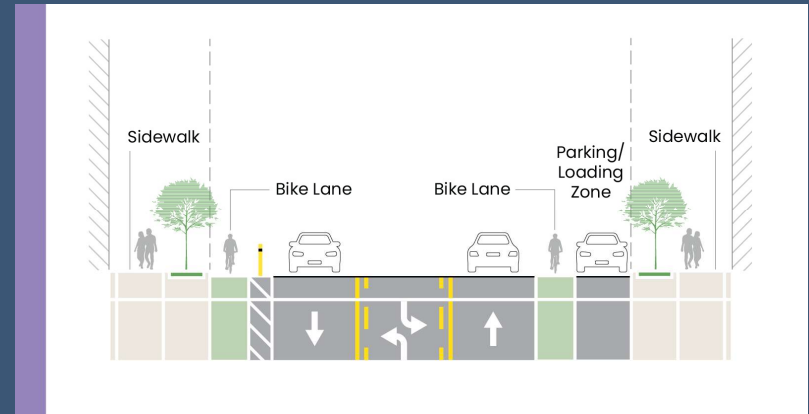 Sidewalk
Bike Lane
Bike Lane
Parking/
Loading
Zone
Sidewalk